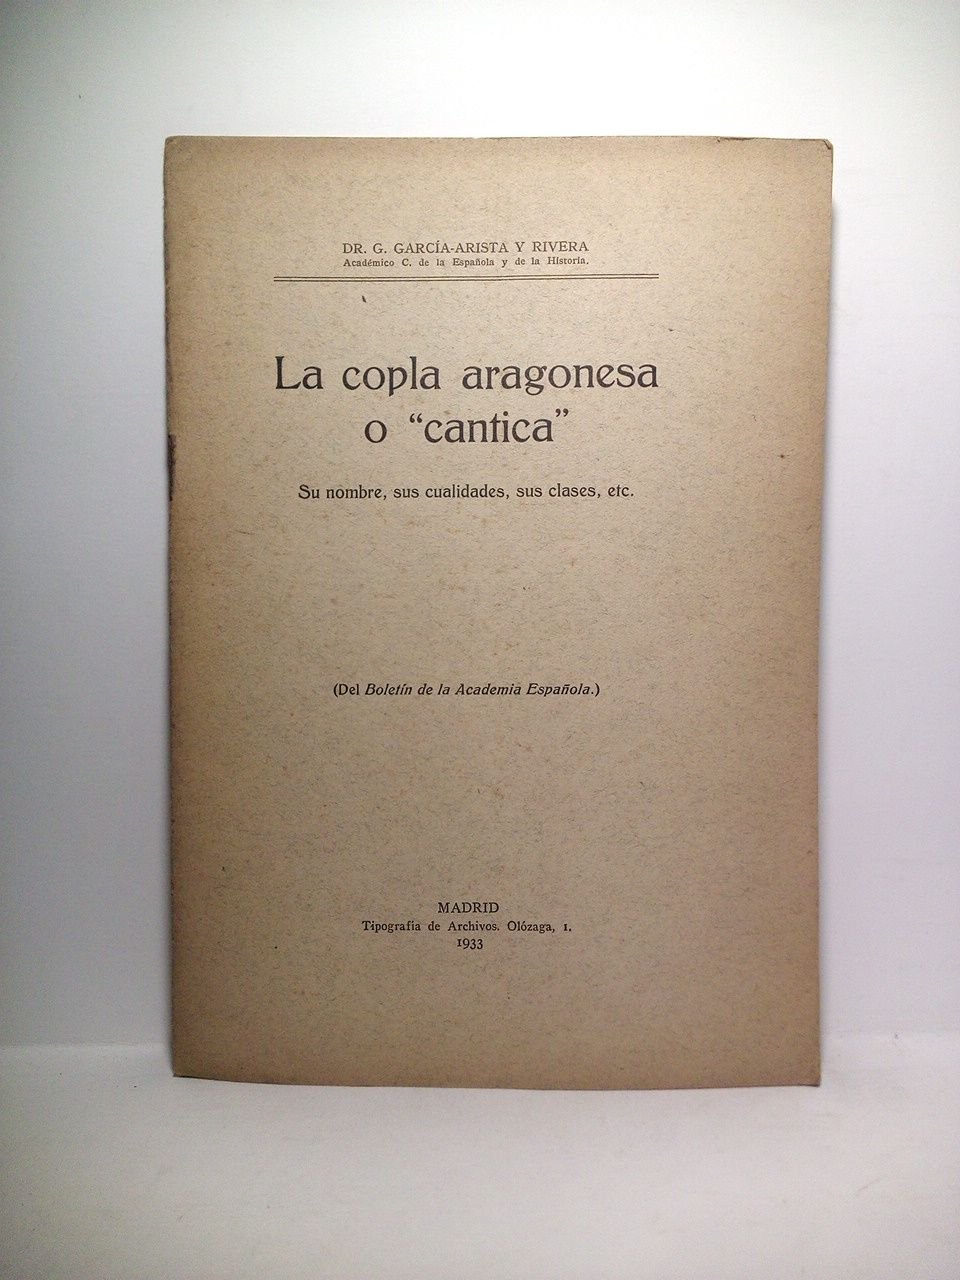 DR. G. GARCÍA-ARISTA Y RIVERA
Académico C. de la Española y de la Historia.
La copla aragonesa
o “cantica”
Su nombre, sus cualidades, sus clases, etc.
(Del Boletín de la Academia Española.)
MADRID
Tipografía de Archivos. Olózaga, 1.
1933